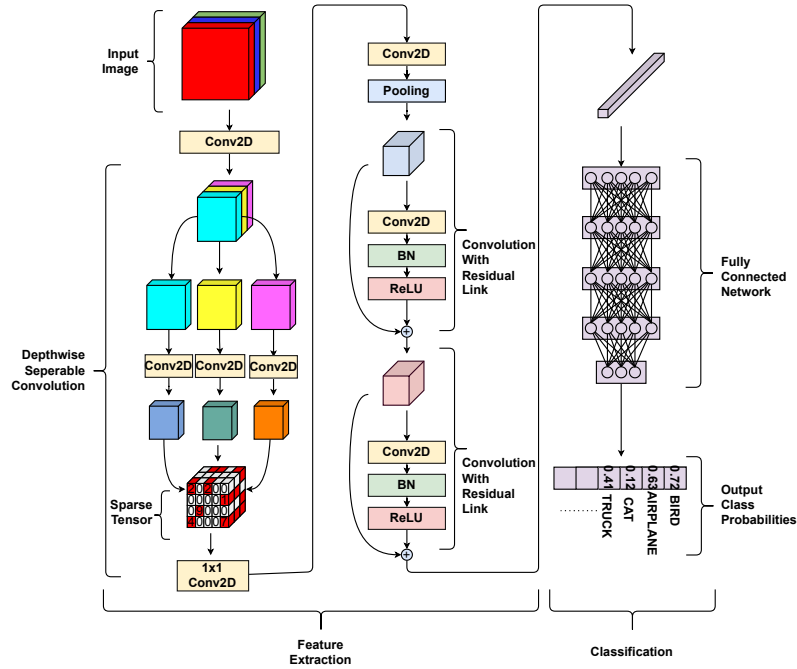 Input
Image
Conv2D
Depthwise
Seperable
Convolution
Conv2D
Conv2D
Conv2D
Sparse
Tensor
1x1
Conv2D
Conv2D
Pooling
Conv2D
BN
ReLU
+
Convolution
With
Residual
Link
Conv2D
BN
ReLU
+
Convolution
With
Residual
Link
Feature
Extraction
Fully
Connected
Network
0.72 BIRD
0.63AIRPLANE
0.12 CAT
0.41 TRUCK
..........
Output
Class
Probabilities
Classification